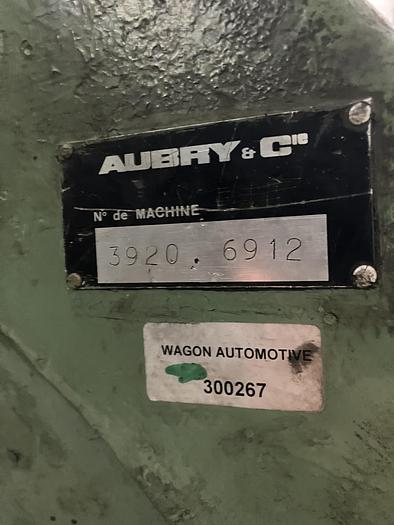 AUBRY & Cie
N° de MACHINE
3920.6912
WAGON AUTOMOTIVE
300267